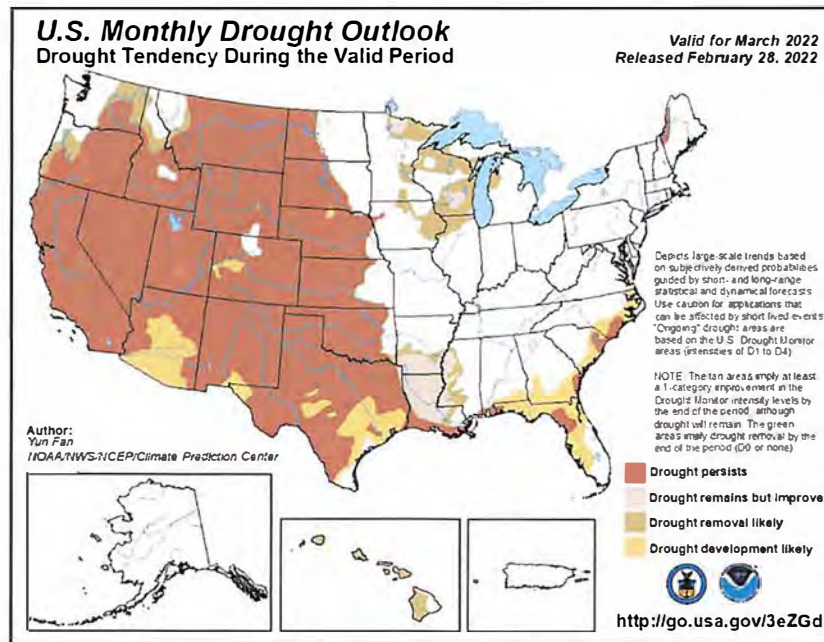 U.S. Monthly Drought Outlook
Drought Tendency During the Valid Period
Valid for March 2022
Released February 28. 2022
Depicts large-scale trends based
on subjectively derived probabilities
guided by short- and long-range
statistical and dynamical forecasts
Use caution for applications that
can be affected by short lived events
"Ongoing" drought areas are
based on the U.S. Drought Monitor
areas (intensities of D1 to D4)
NOTE: The tan areas imply at least
a 1-category improvement in the
Drought Monitor intensity levels by
the end of the period, although
drought will remain. The green
areas imply drought removal by the
end of the period (D0 or none)
Author:
Yun Fan
NOAA/NWS/NCEP/Climate Prediction Center
Drought persists
Drought remains but improve
Drought removal likely
Drought development likely
http://go.usa.gov/3eZGd